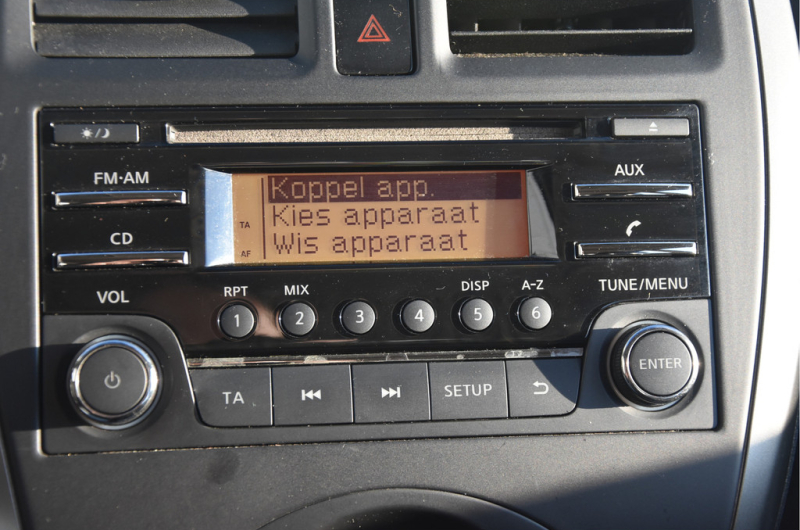 FM·AM
CD
VOL
TA
AF
Koppel app.
Kies apparaat
Wis apparaat
AUX
TUNE/MENU
RPT MIX DISP A–Z
1 2 3 4 5 6
ENTER
TA SETUP